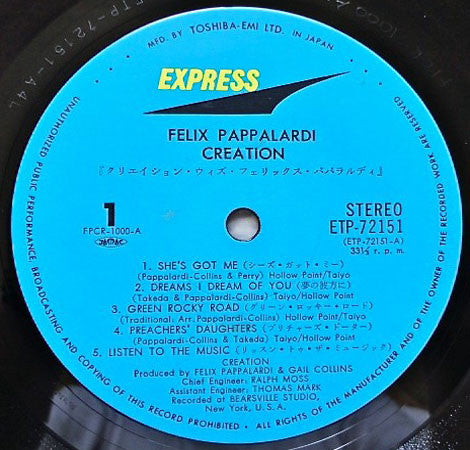 MFD. BY TOSHIBA-EMI LTD. IN JAPAN.
EXPRESS
FELIX PAPPALARDI
CREATION
『クリエイション・ウィズ・フェリックス・パパラルディ』
1
FPCR-1000-A
STEREO
ETP-72151
(ETP-72151-A)
33⅓ r. p. m.
1. SHE'S GOT ME (シーズ・ガット・ミー)
(Pappalardi-Collins & Perry) Hollow Point/Taiyo
2. DREAMS I DREAM OF YOU (夢の彼方に)
(Takeda & Pappalardi-Collins) Taiyo/Hollow Point
3. GREEN ROCKY ROAD (グリーン・ロッキー・ロード)
(Traditional. Arr. Pappalardi-Collins) Hollow Point
4. PREACHERS' DAUGHTERS (プリチャーズ・ドーター)
(Pappalardi-Collins & Takeda) Taiyo/Hollow Point
5. LISTEN TO THE MUSIC (リッスン・トゥ・ザ・ミュージック)
CREATION
Produced by FELIX PAPPALARDI & GAIL COLLINS
Chief Engineer: RALPH MOSS
Assistant Engineer: THOMAS MARK
Recorded at BEARSVILLE STUDIO,
New York, U.S.A.
UNAUTHORIZED PUBLIC PERFORMANCE, BROADCASTING AND COPYING OF THIS RECORD PROHIBITED • ALL RIGHTS OF THE MANUFACTURER AND OF THE OWNER OF THE RECORDED WORK ARE RESERVED.